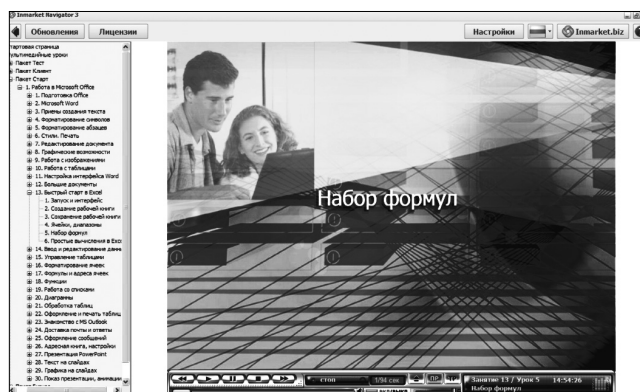 Inmarket Navigator 3
Обновления
Лицензии
Настройки
Inmarket.biz
тартовая страница
ультимедийные уроки
Пакет Тест
Пакет Клиент
Пакет Старт
1. Работа в Microsoft Office
1. Подготовка Office
2. Microsoft Word
3. Приемы создания текста
4. Форматирование символов
5. Форматирование абзацев
6. Стили. Печать
7. Редактирование документа
8. Графические возможности
9. Работа с изображениями
10. Работа с таблицами
11. Настройка интерфейса Word
12. Большие документы
13. Быстрый старт в Excel
1. Запуск и интерфейс
2. Создание рабочей книги
3. Сохранение рабочей книги
4. Ячейки, диапазоны
5. Набор формул
6. Простые вычисления в Exce
14. Ввод и редактирование данн
15. Управление таблицами
16. Форматирование ячеек
17. Формулы и адреса ячеек
18. Функции
19. Работа со списками
20. Диаграммы
21. Обработка таблиц
22. Оформление и печать таблиц
23. Знакомство с MS Outlook
24. Доставка почты и ответы
25. Оформление сообщений
26. Адресная книга, настройки
27. Презентация PowerPoint
28. Текст на слайдах
29. Графика на слайдах
30. Показ презентации, анимация
Набор формул
стоп
1/94 сек
ПР
Занятие 13 / Урок 5
14:54:26
Набор формул